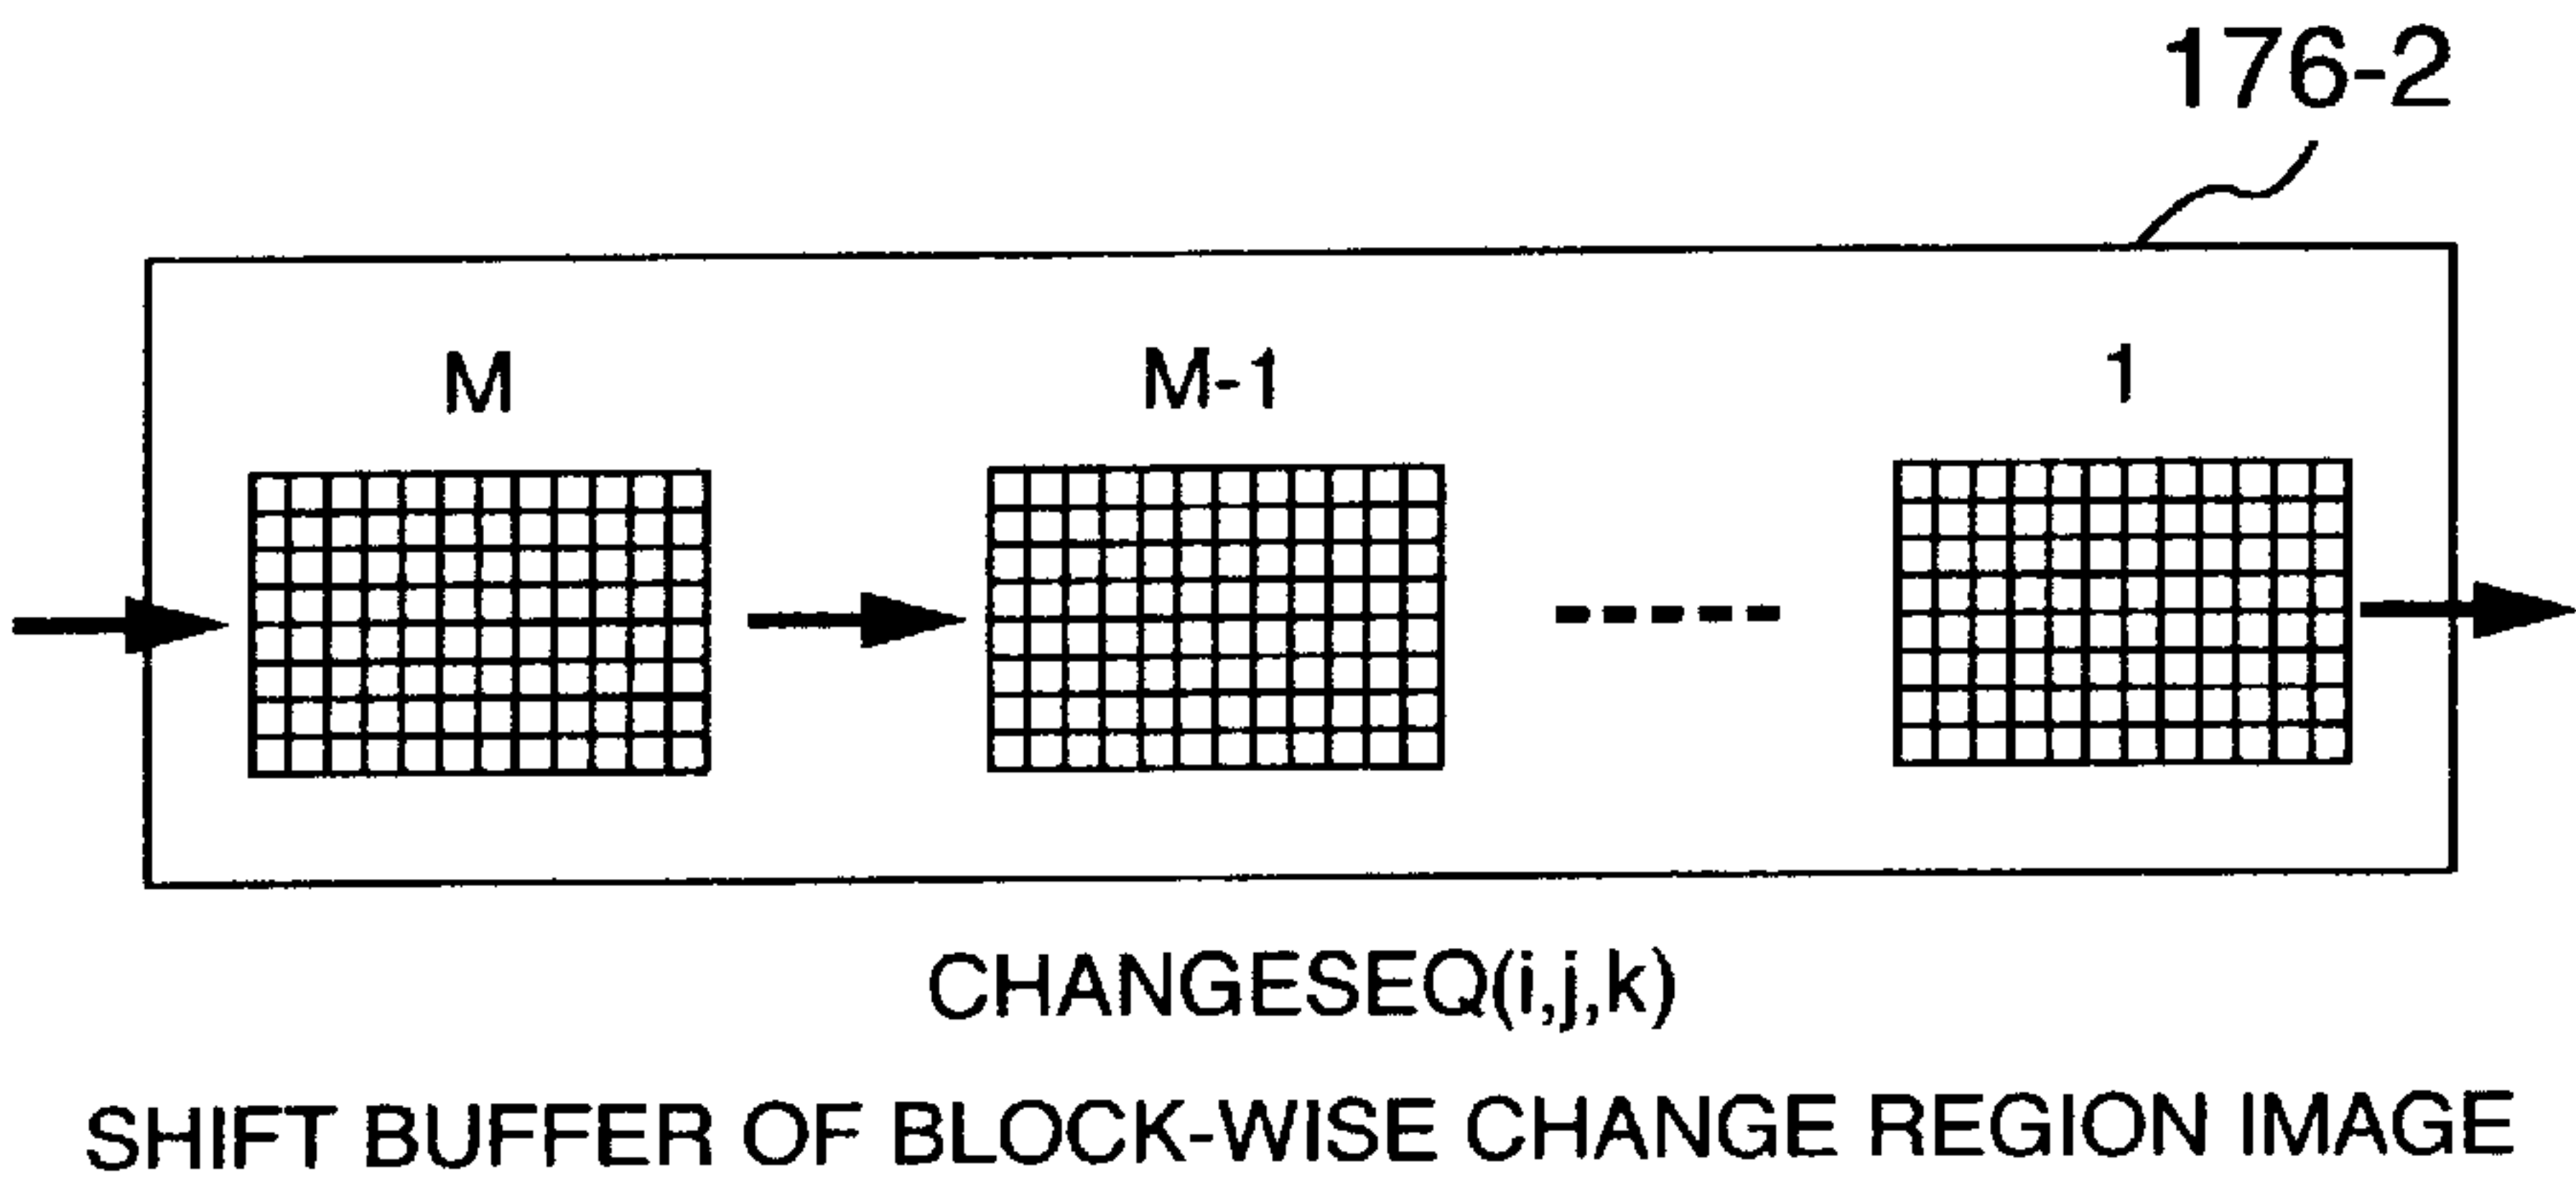 176-2
M M-1 1
CHANGESEQ(i,j,k)
SHIFT BUFFER OF BLOCK-WISE CHANGE REGION IMAGE